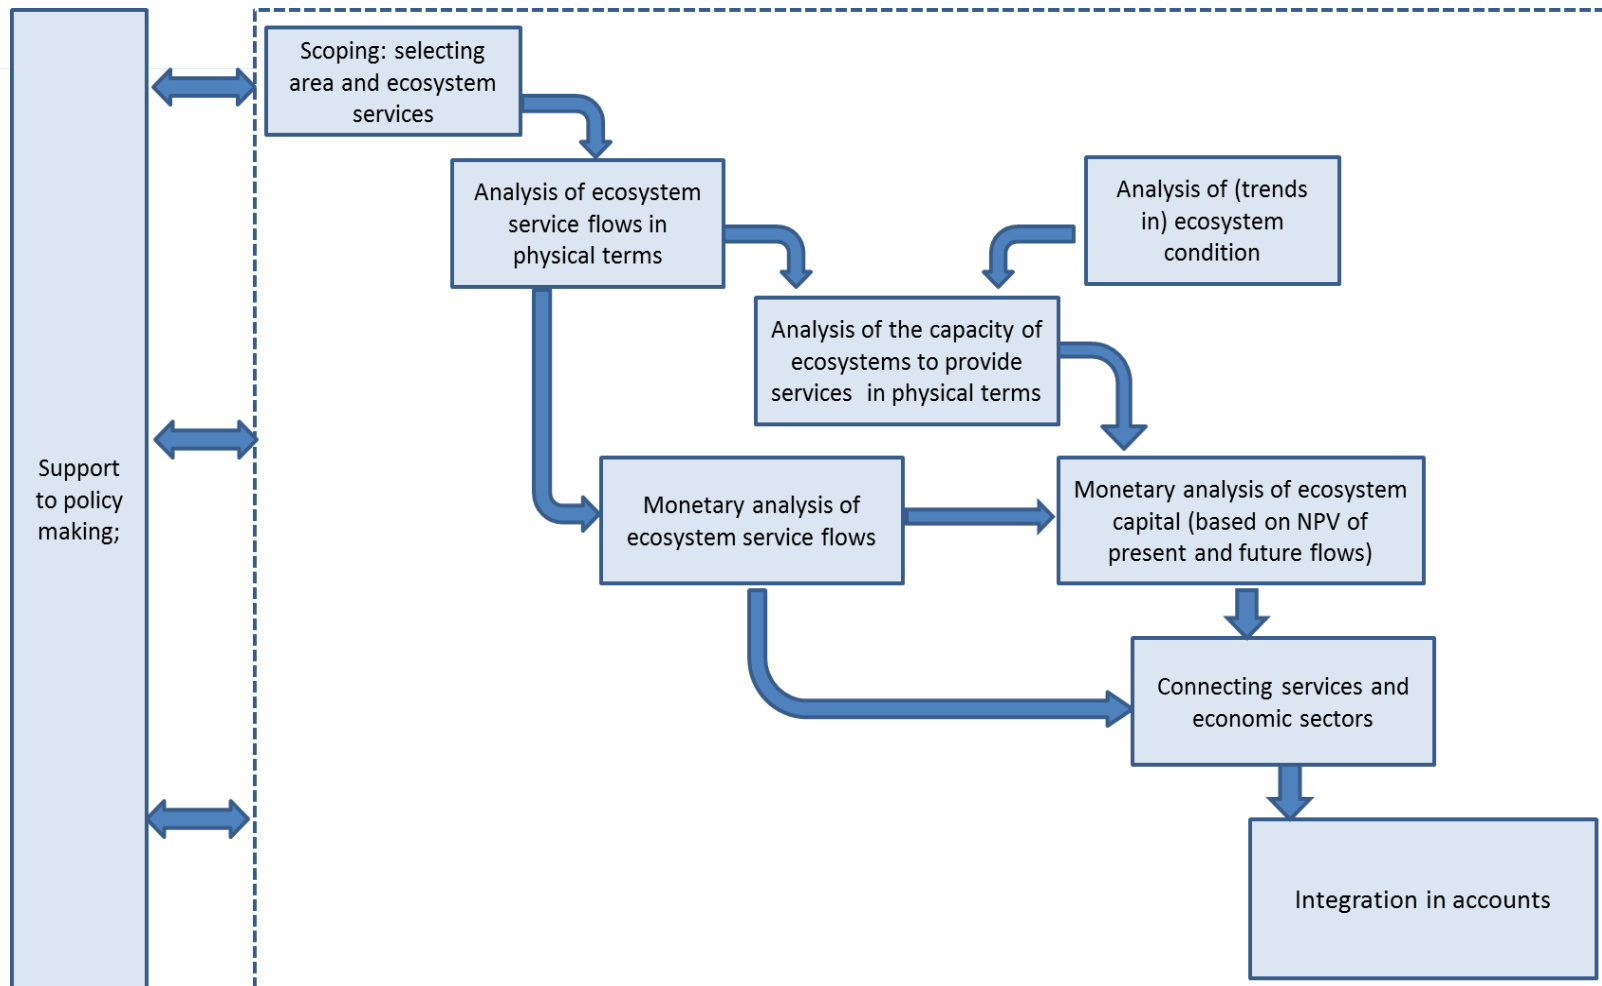 Scoping: selecting
area and ecosystem
services
Analysis of ecosystem
service flows in
physical terms
Analysis of (trends
in) ecosystem
condition
Analysis of the capacity of
ecosystems to provide
services in physical terms
Support
to policy
making;
Monetary analysis of
ecosystem service flows
Monetary analysis of ecosystem
capital (based on NPV of
present and future flows)
Connecting services and
economic sectors
Integration in accounts